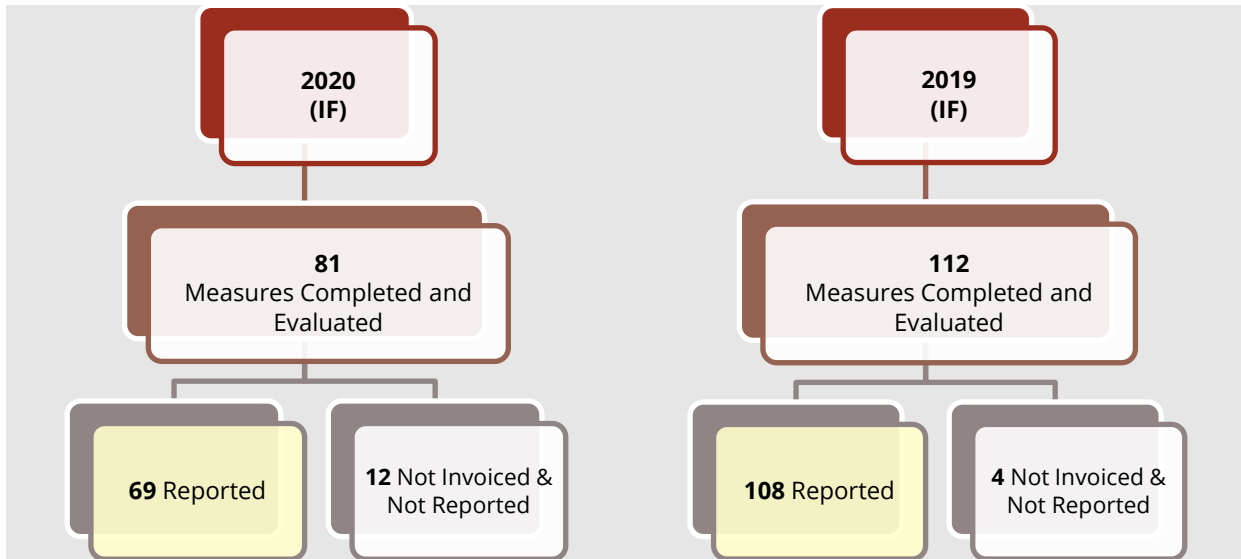 2020
(IF)
81
Measures Completed and
Evaluated
69 Reported
12 Not Invoiced &
Not Reported
2019
(IF)
112
Measures Completed and
Evaluated
108 Reported
4 Not Invoiced &
Not Reported